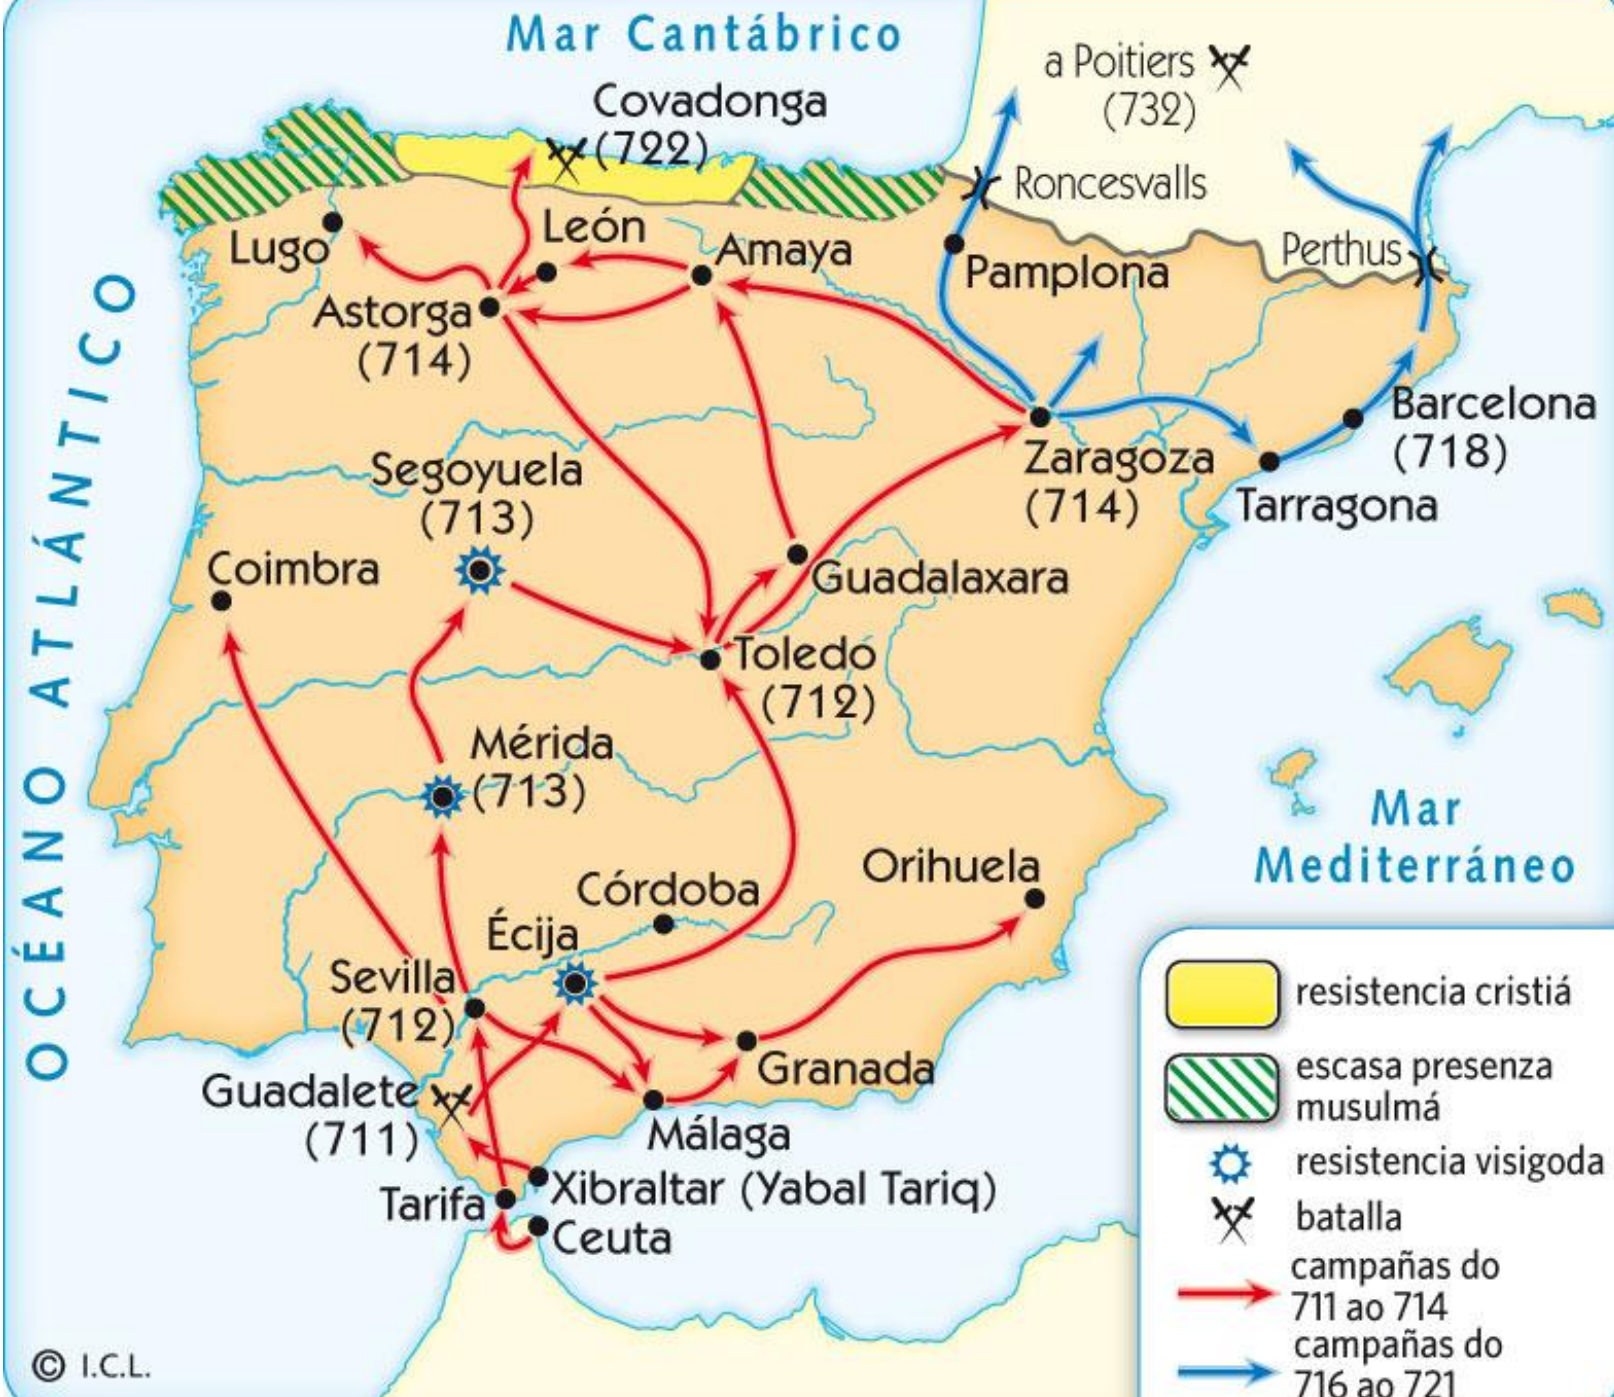 Mar Cantábrico
a Poitiers
(732)
Covadonga
(722)
Roncesvalls
Lugo
León
Amaya
Perthus
Pamplona
Astorga
(714)
OCÉANO ATLÁNTICO
Barcelona
(718)
Segoyuela
(713)
Zaragoza
(714)
Tarragona
Coimbra
Guadalaxara
Toledo
(712)
Mérida
(713)
Mar
Mediterráneo
Orihuela
Córdoba
Écija
Sevilla
(712)
Granada
Guadalete
(711)
Málaga
Xibraltar (Yabal Tariq)
Tarifa
Ceuta
resistencia cristiá
escasa presenza
musulmá
resistencia visigoda
batalla
campañas do
711 ao 714
campañas do
716 ao 721
© I.C.L.